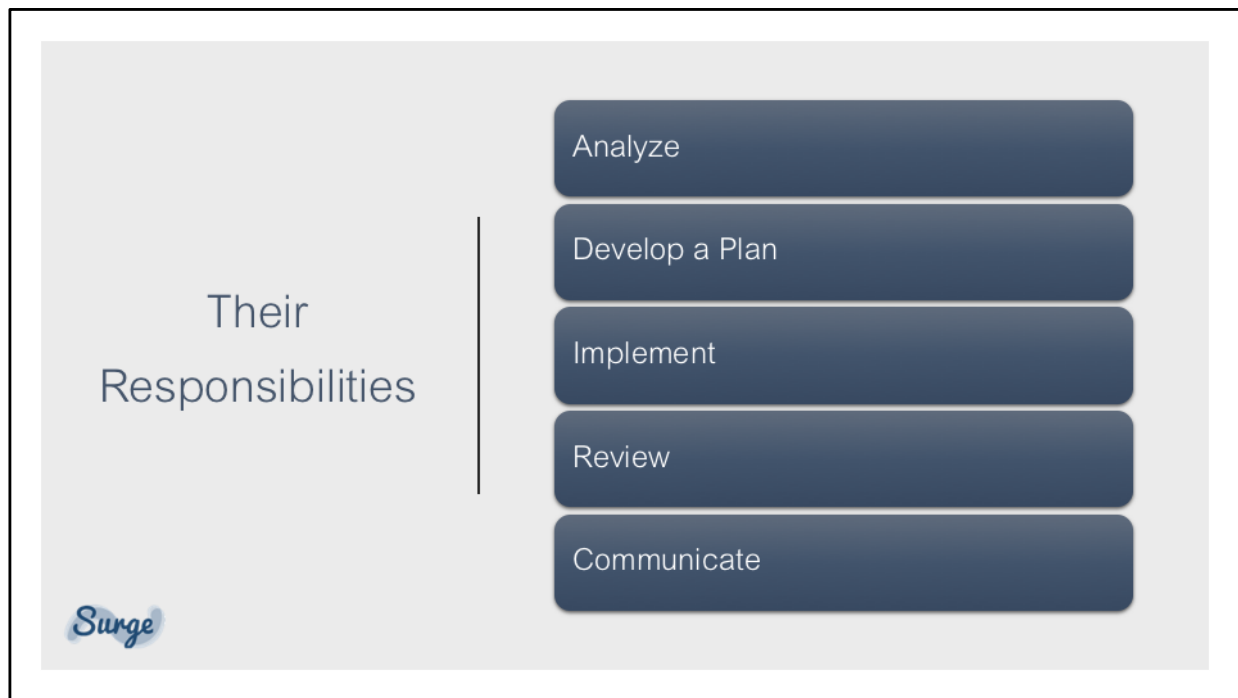 Their
Responsibilities
Analyze
Develop a Plan
Implement
Review
Communicate
Surge